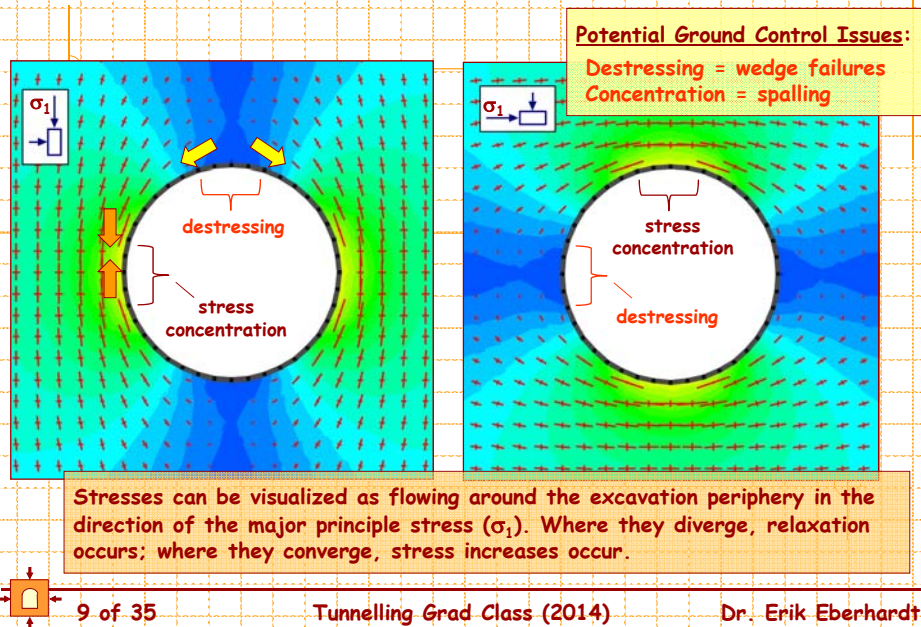 Potential Ground Control Issues:
Destressing = wedge failures
Concentration = spalling
σ1
destressing
stress
concentration
σ1
stress
concentration
destressing
Stresses can be visualized as flowing around the excavation periphery in the
direction of the major principle stress (σ1). Where they diverge, relaxation
occurs; where they converge, stress increases occur.
9 of 35
Tunnelling Grad Class (2014)
Dr. Erik Eberhardt